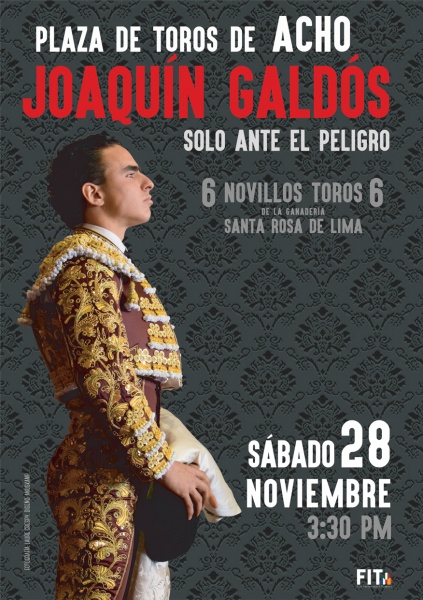 PLAZA DE TOROS DE ACHO
JOAQUÍN GALDÓS
SOLO ANTE EL PELIGRO
6 NOVILLOS TOROS 6
DE LA GANADERÍA
SANTA ROSA DE LIMA
SÁBADO 28
NOVIEMBRE
3:30 PM
FIT